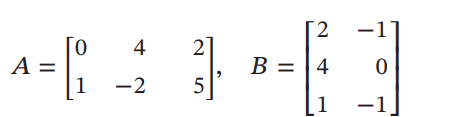 A = [0 4 2; 1 −2 5], B = [2 −1; 4 0; 1 −1]